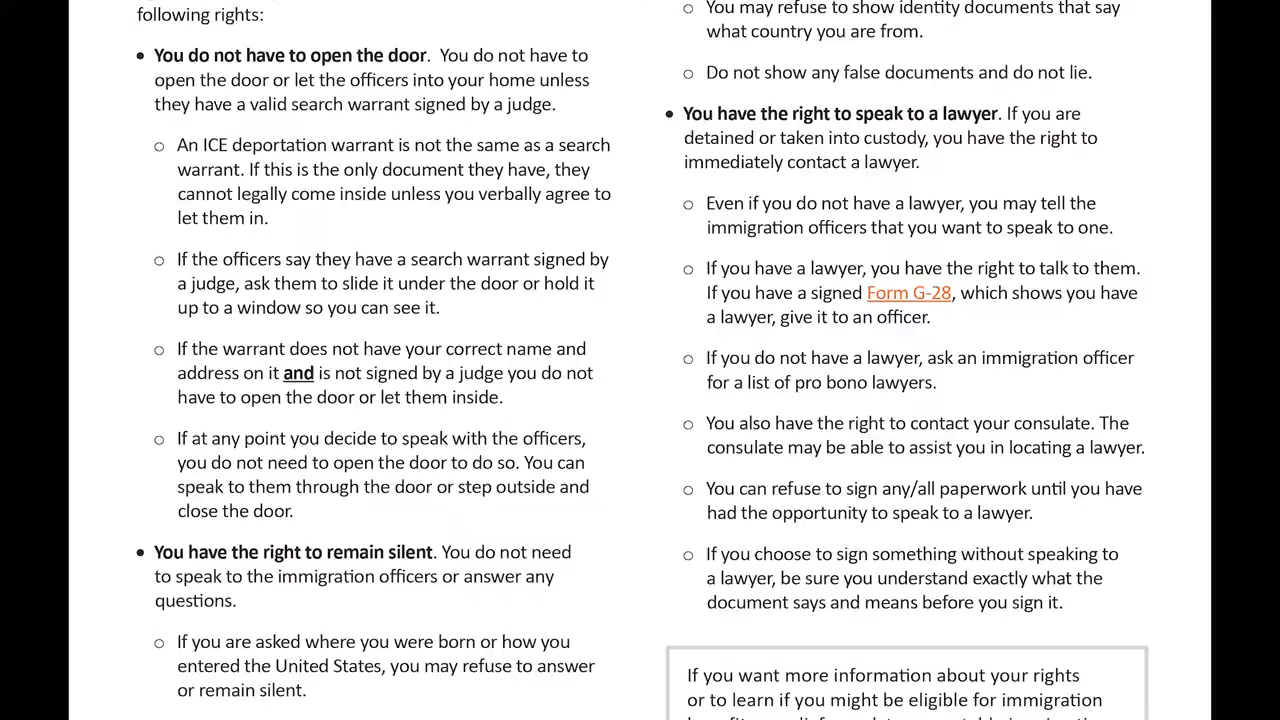 following rights:
• You do not have to open the door.  You do not have to
open the door or let the officers into your home unless
they have a valid search warrant signed by a judge.
○ An ICE deportation warrant is not the same as a search
warrant. If this is the only document they have, they
cannot legally come inside unless you verbally agree to
let them in.
○ If the officers say they have a search warrant signed by
a judge, ask them to slide it under the door or hold it
up to a window so you can see it.
○ If the warrant does not have your correct name and
address on it and is not signed by a judge you do not
have to open the door or let them inside.
○ If at any point you decide to speak with the officers,
you do not need to open the door to do so. You can
speak to them through the door or step outside and
close the door.
• You have the right to remain silent. You do not need
to speak to the immigration officers or answer any
questions.
○ If you are asked where you were born or how you
entered the United States, you may refuse to answer
or remain silent.
○ You may refuse to show identity documents that say
what country you are from.
○ Do not show any false documents and do not lie.
• You have the right to speak to a lawyer. If you are
detained or taken into custody, you have the right to
immediately contact a lawyer.
○ Even if you do not have a lawyer, you may tell the
immigration officers that you want to speak to one.
○ If you have a lawyer, you have the right to talk to them.
If you have a signed Form G-28, which shows you have
a lawyer, give it to an officer.
○ If you do not have a lawyer, ask an immigration officer
for a list of pro bono lawyers.
○ You also have the right to contact your consulate. The
consulate may be able to assist you in locating a lawyer.
○ You can refuse to sign any/all paperwork until you have
had the opportunity to speak to a lawyer.
○ If you choose to sign something without speaking to
a lawyer, be sure you understand exactly what the
document says and means before you sign it.
If you want more information about your rights
or to learn if you might be eligible for immigration